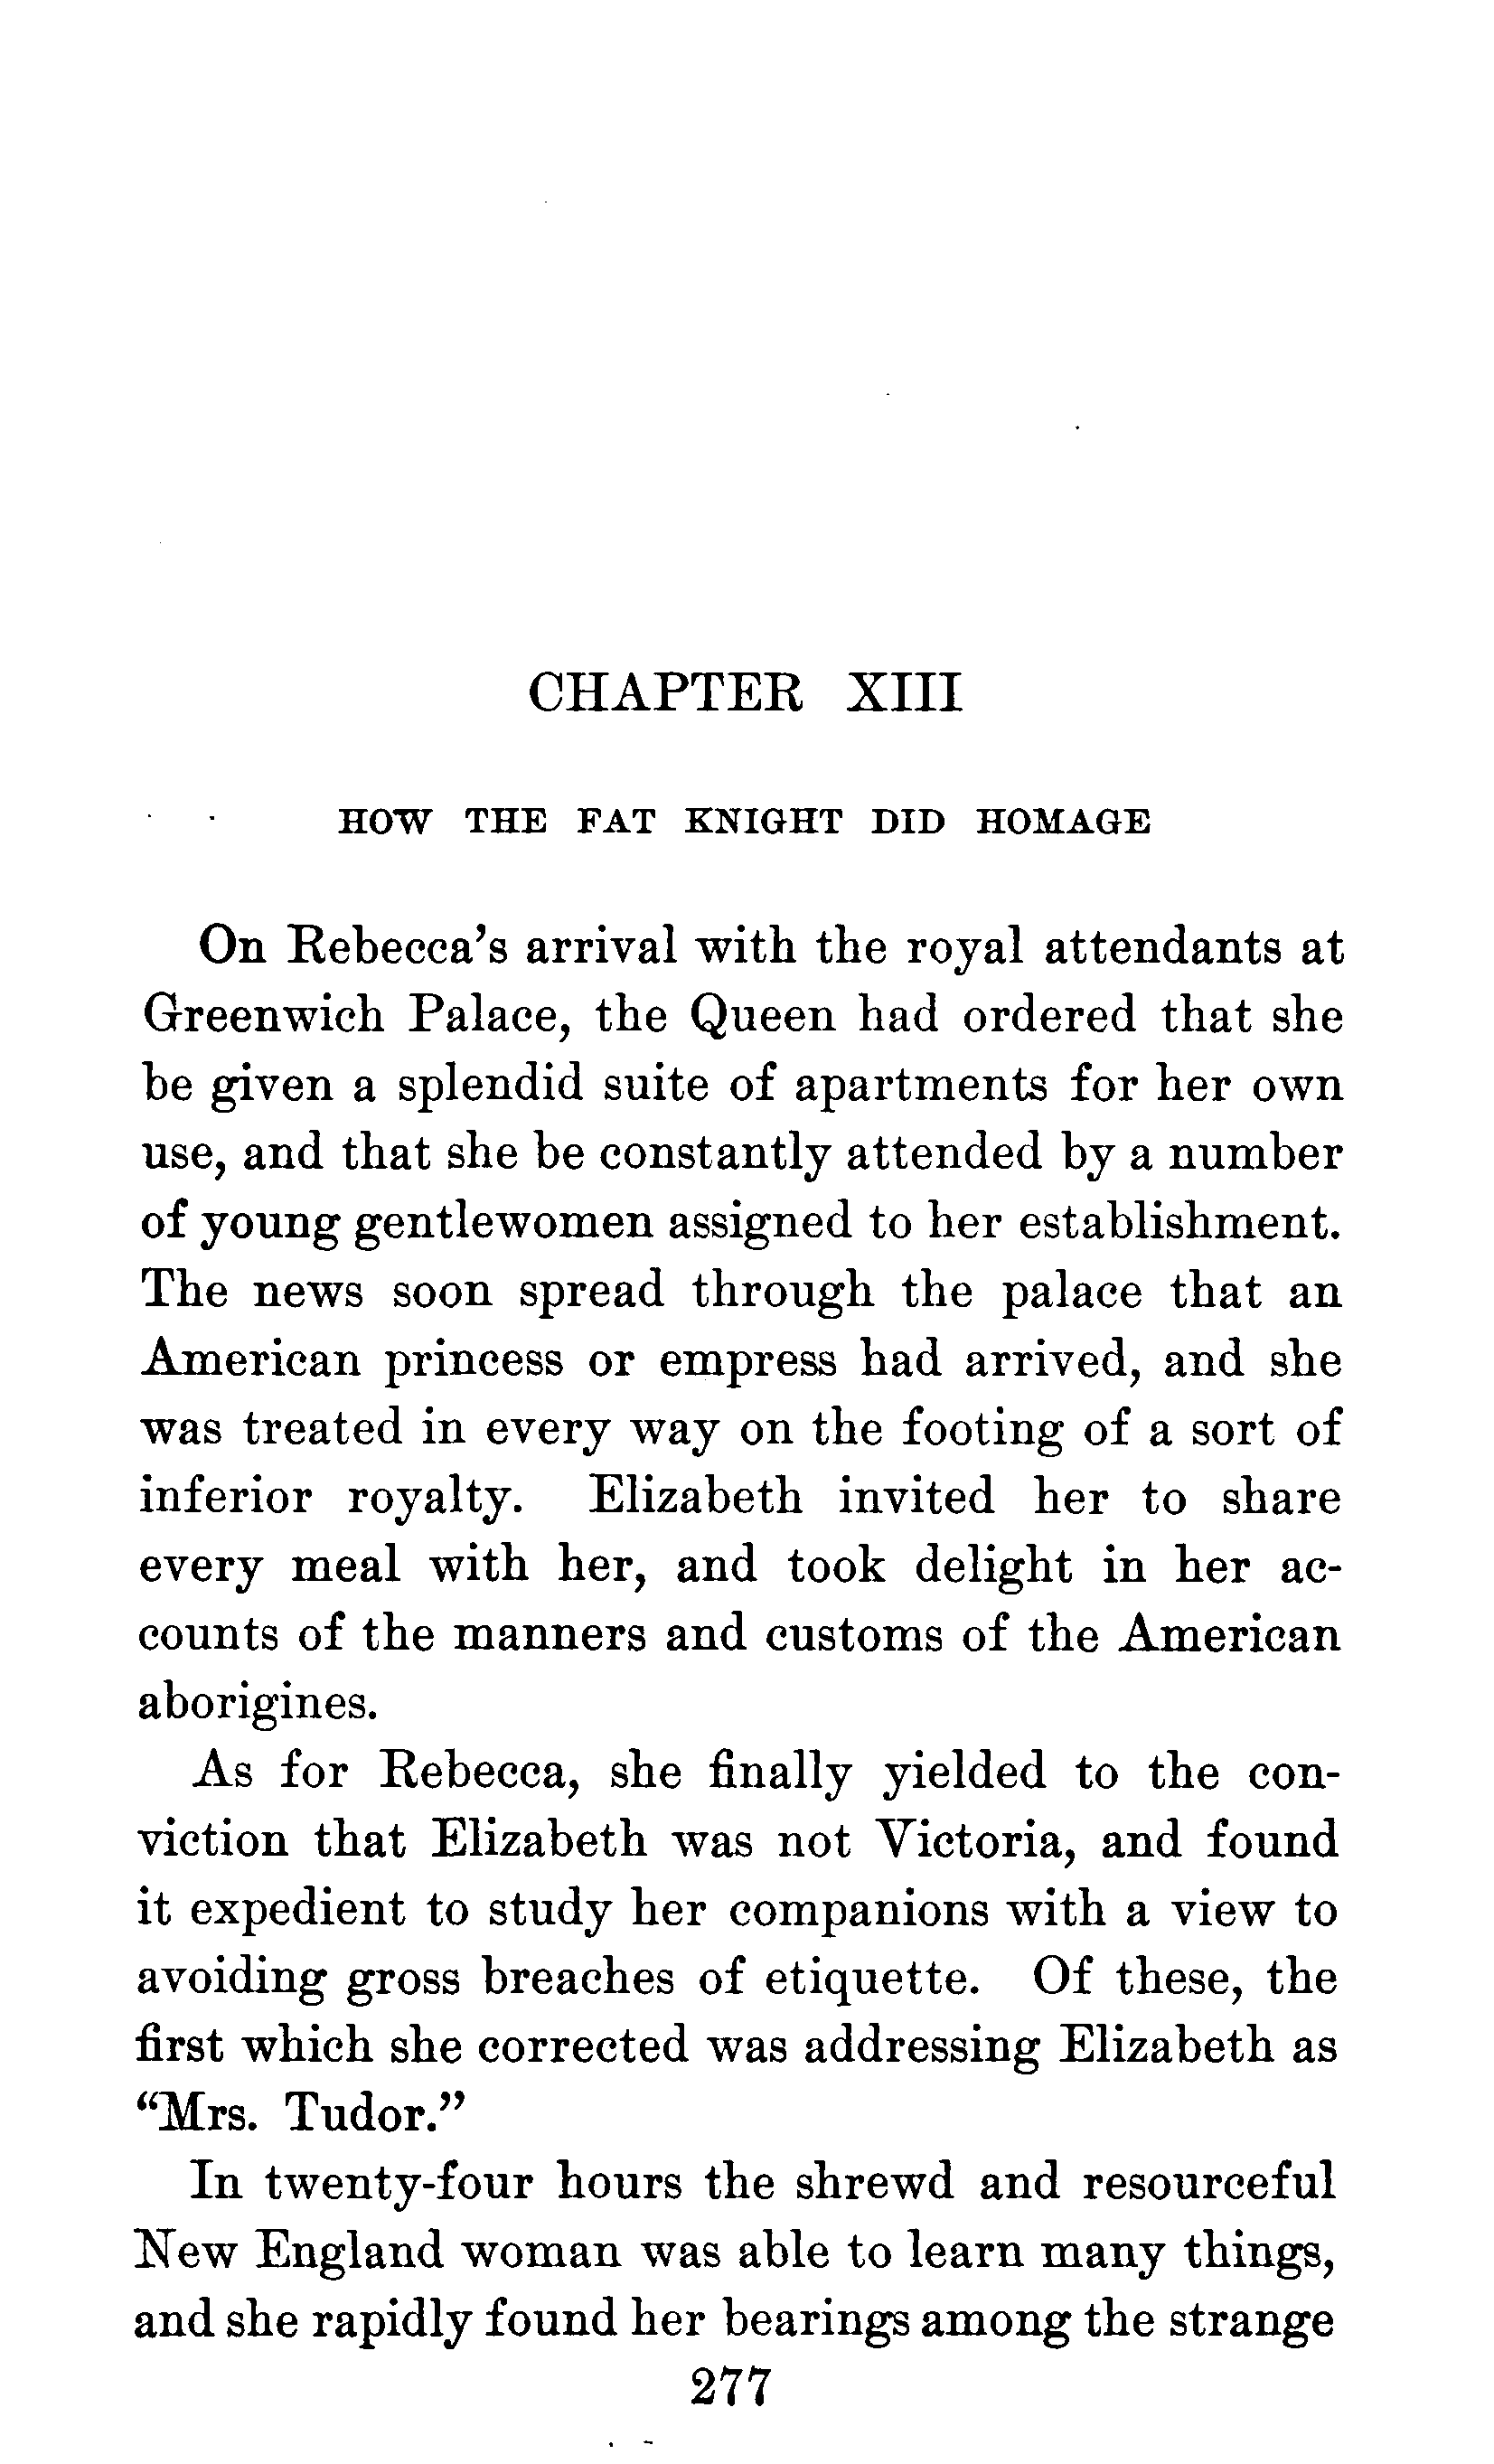 CHAPTER XIII
HOW THE FAT KNIGHT DID HOMAGE
On Rebecca's arrival with the royal attendants at
Greenwich Palace, the Queen had ordered that she
be given a splendid suite of apartments for her own
use, and that she be constantly attended by a number
of young gentlewomen assigned to her establishment.
The news soon spread through the palace that an
American princess or empress had arrived, and she
was treated in every way on the footing of a sort of
inferior royalty. Elizabeth invited her to share
every meal with her, and took delight in her ac-
counts of the manners and customs of the American
aborigines.
As for Rebecca, she finally yielded to the con-
viction that Elizabeth was not Victoria, and found
it expedient to study her companions with a view to
avoiding gross breaches of etiquette. Of these, the
first which she corrected was addressing Elizabeth as
“Mrs. Tudor.”
In twenty-four hours the shrewd and resourceful
New England woman was able to learn many things,
and she rapidly found her bearings among the strange
277